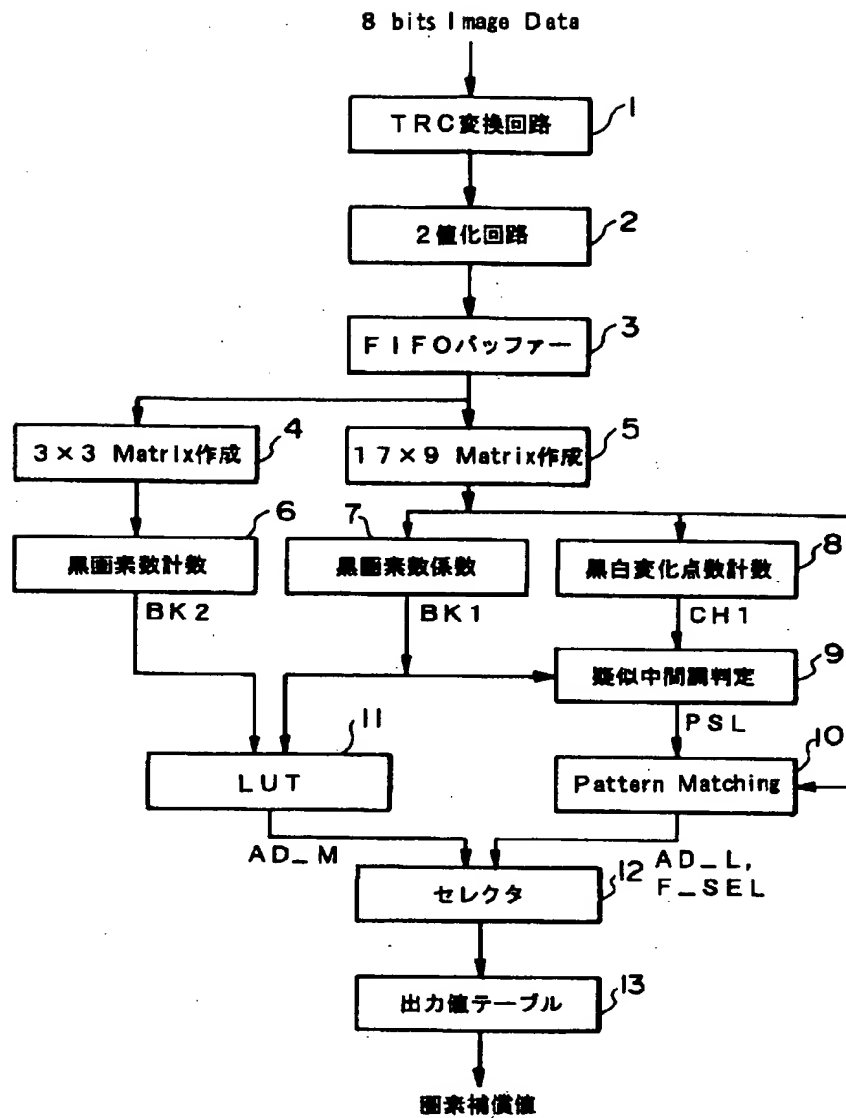 8 bits Image Data
TRC変換回路
1
2値化回路
2
FIFOバッファー
3
3×3 Matrix作成
4
17×9 Matrix作成
5
黒画素数計数
6
黒画素数係数
7
黒白変化点数計数
8
BK2
BK1
CH1
疑似中間調判定
9
PSL
LUT
11
Pattern Matching
10
AD_M
AD_L,
F_SEL
セレクタ
12
出力値テーブル
13
画素補償値